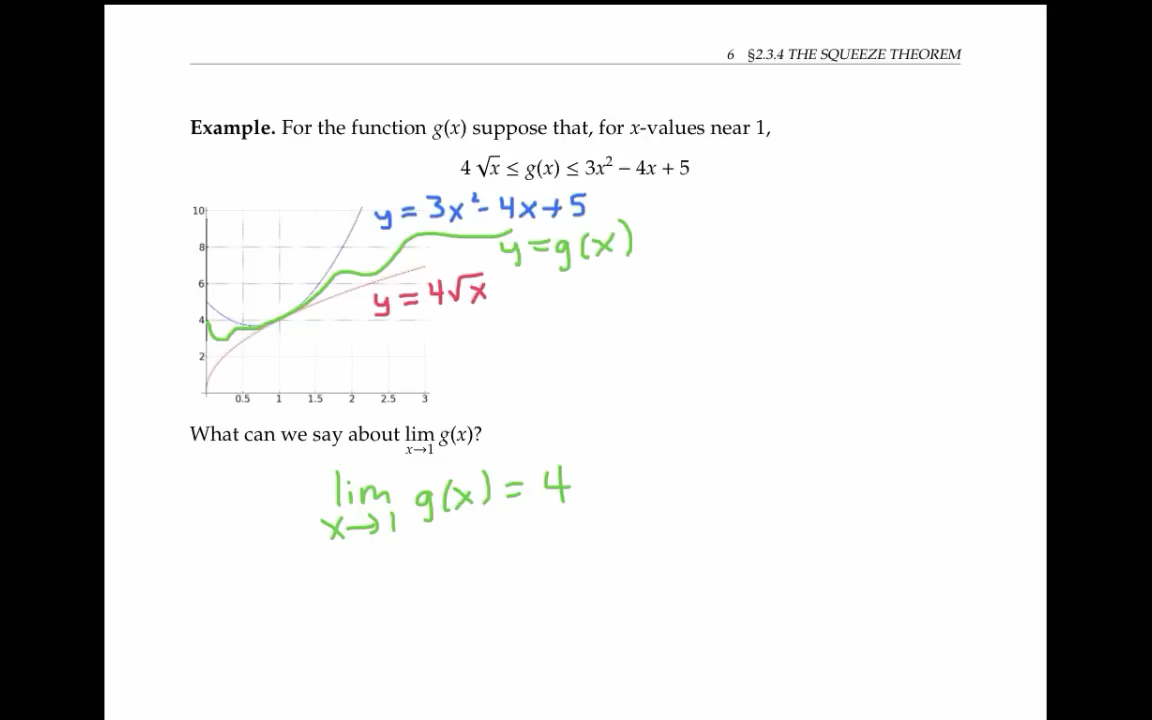 6 §2.3.4 THE SQUEEZE THEOREM
Example. For the function g(x) suppose that, for x-values near 1,
4 √x ≤ g(x) ≤ 3x² − 4x + 5
10
y = 3x² - 4x + 5
8
y = g(x)
6
y = 4√x
4
2
0.5 1 1.5 2 2.5 3
What can we say about lim g(x)?
x→1
lim g(x) = 4
x→1